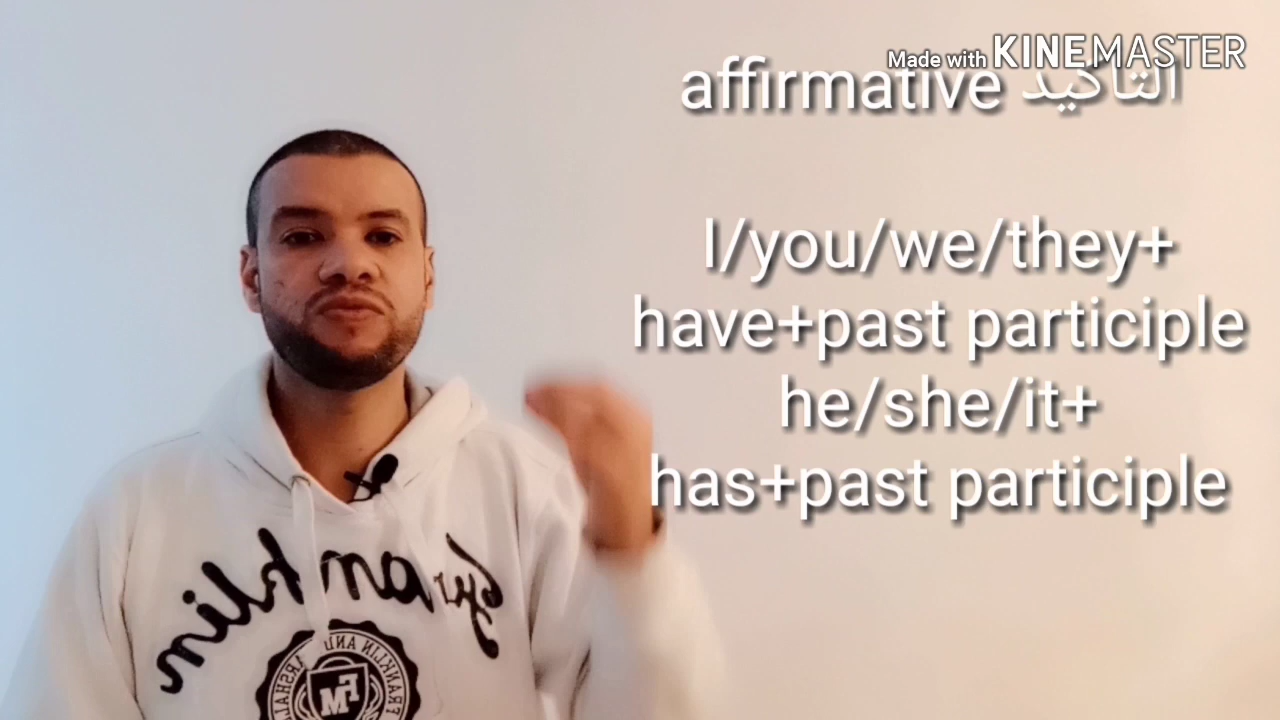 Made with KINEMASTER
affirmative التاكيد
I/you/we/they+
have+past participle
he/she/it+
has+past participle